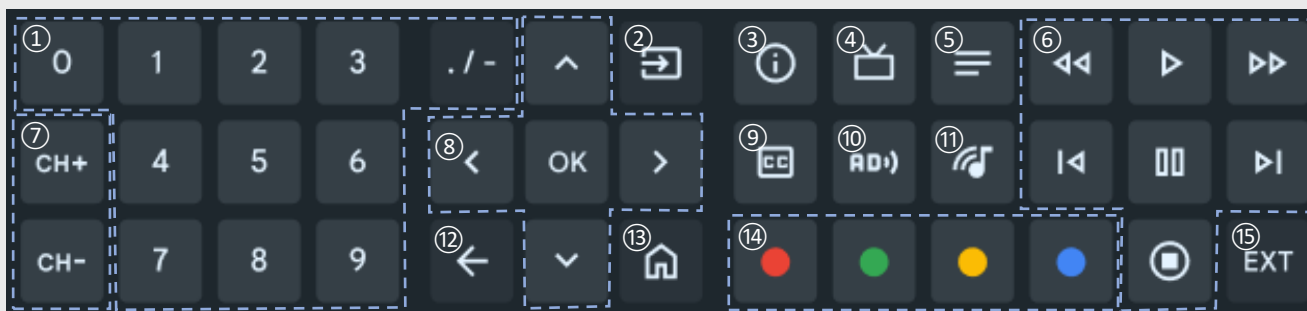 ① 0 1 2 3 . / - ② ③ ④ ⑤ ⑥
⑦ CH+ 4 5 6 ⑧ OK ⑨ CC ⑩ AD ⑪
CH- 7 8 9 ⑫ ⑬ ⑭ ⑮ EXT